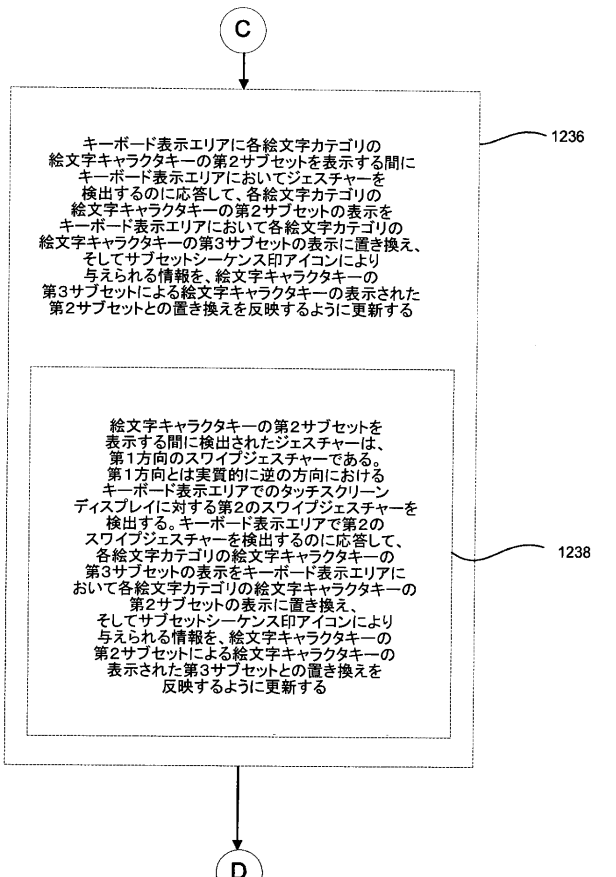 C
キーボード表示エリアに各絵文字カテゴリの
絵文字キャラクタキーの第2サブセットを表示する間に
キーボード表示エリアにおいてジェスチャーを
検出するのに応答して、各絵文字カテゴリの
絵文字キャラクタキーの第2サブセットの表示を
キーボード表示エリアにおいて各絵文字カテゴリの
絵文字キャラクタキーの第3サブセットの表示に置き換え、
そしてサブセットシーケンス印アイコンにより
与えられる情報を、絵文字キャラクタキーの
第3サブセットによる絵文字キャラクタキーの表示された
第2サブセットとの置き換えを反映するように更新する
1236
絵文字キャラクタキーの第2サブセットを
表示する間に検出されたジェスチャーは、
第1方向のスワイプジェスチャーである。
第1方向とは実質的に逆の方向における
キーボード表示エリアでのタッチスクリーン
ディスプレイに対する第2のスワイプジェスチャーを
検出する。キーボード表示エリアで第2の
スワイプジェスチャーを検出するのに応答して、
各絵文字カテゴリの絵文字キャラクタキーの
第3サブセットの表示をキーボード表示エリアに
おいて各絵文字カテゴリの絵文字キャラクタキーの
第2サブセットの表示に置き換え、
そしてサブセットシーケンス印アイコンにより
与えられる情報を、絵文字キャラクタキーの
第2サブセットによる絵文字キャラクタキーの
表示された第3サブセットとの置き換えを
反映するように更新する
1238
D